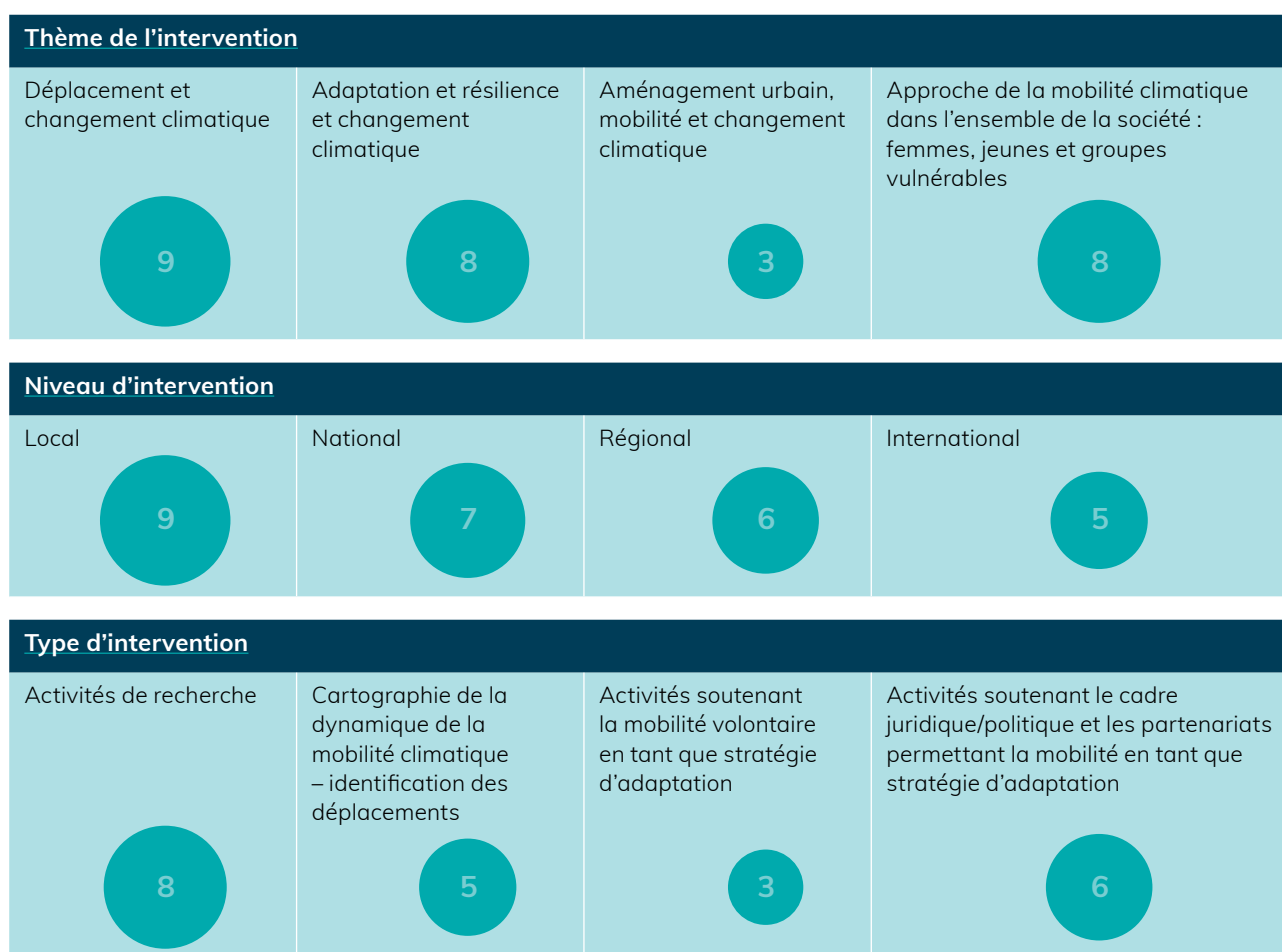 Thème de l’intervention
Déplacement et
changement climatique
9
Adaptation et résilience
et changement
climatique
8
Aménagement urbain,
mobilité et changement
climatique
3
Approche de la mobilité climatique
dans l’ensemble de la société :
femmes, jeunes et groupes
vulnérables
8
Niveau d’intervention
Local
9
National
7
Régional
6
International
5
Type d’intervention
Activités de recherche
8
Cartographie de la
dynamique de la
mobilité climatique
– identification des
déplacements
5
Activités soutenant
la mobilité volontaire
en tant que stratégie
d’adaptation
3
Activités soutenant le cadre
juridique/politique et les partenariats
permettant la mobilité en tant que
stratégie d’adaptation
6